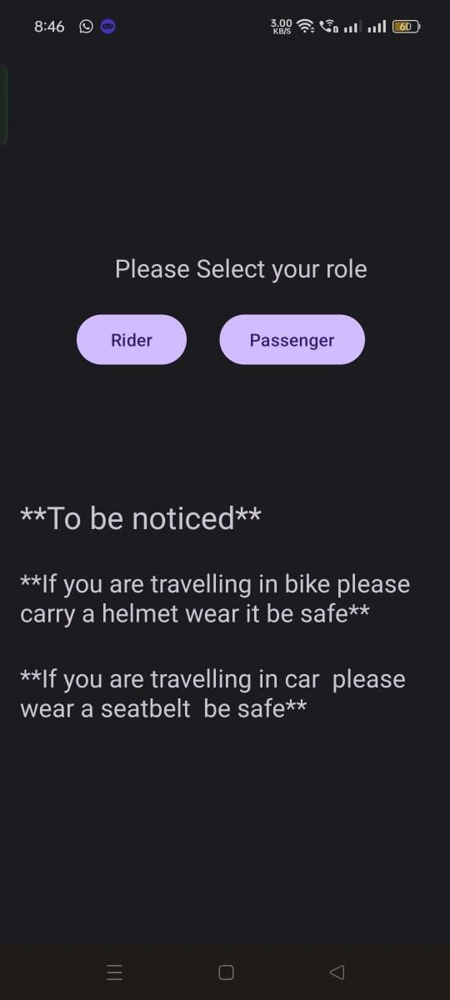 8:46
3.00
KB/S
60
Please Select your role
Rider
Passenger
**To be noticed**
**If you are travelling in bike please
carry a helmet wear it be safe**
**If you are travelling in car  please
wear a seatbelt  be safe**